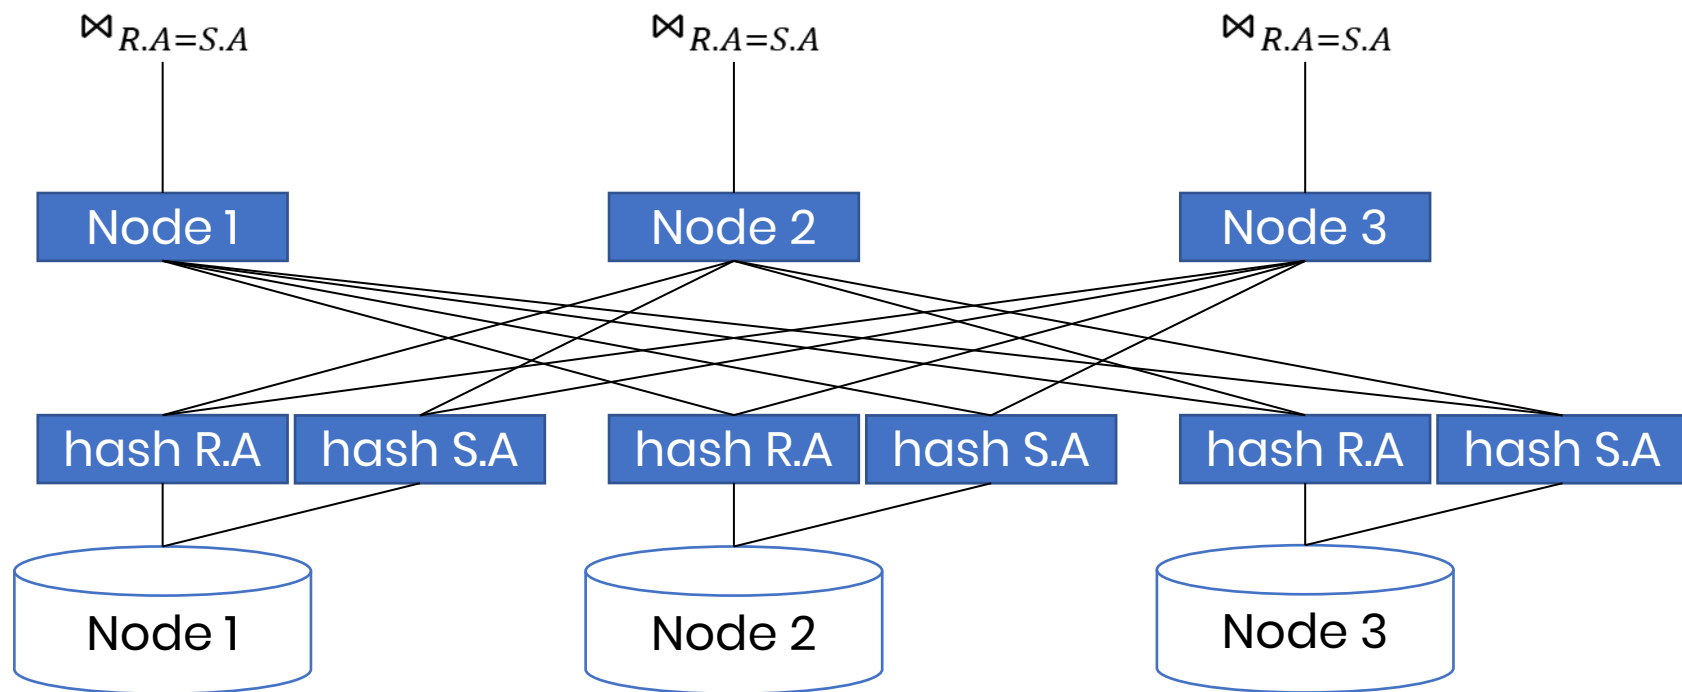 ⋈R.A=S.A ⋈R.A=S.A ⋈R.A=S.A
Node 1 Node 2 Node 3
hash R.A hash S.A hash R.A hash S.A hash R.A hash S.A
Node 1 Node 2 Node 3